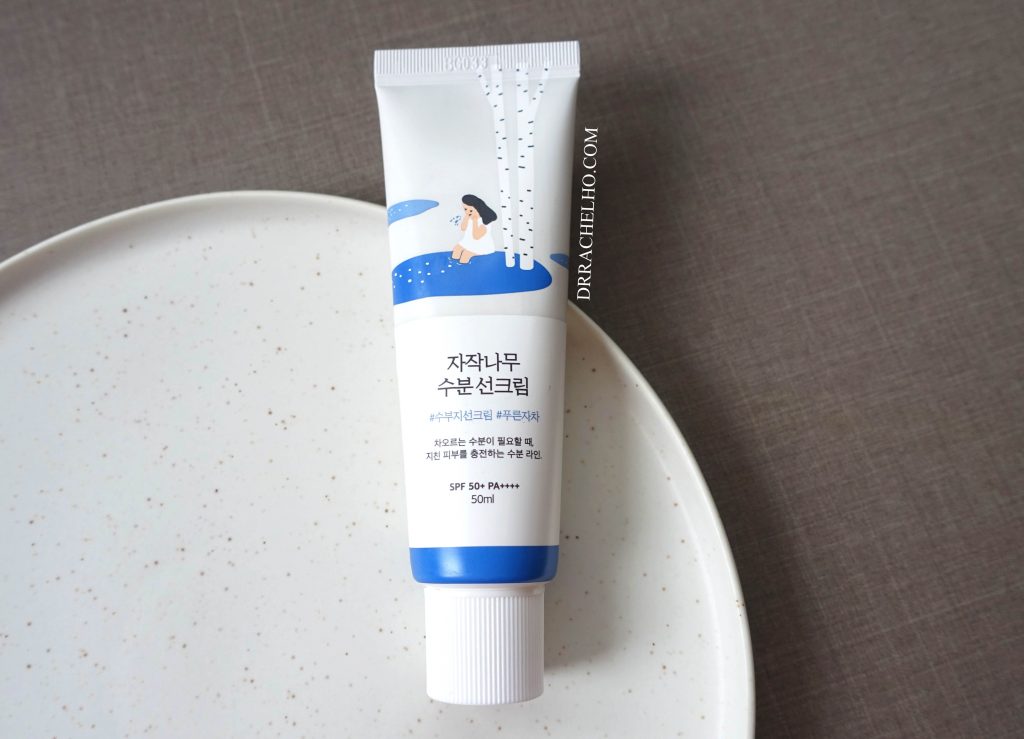 자작나무
수분 선크림
#수부지선크림 #푸른자차
차오르는 수분이 필요할 때,
지친 피부를 충전하는 수분 라인.
SPF 50+ PA++++
50ml
DRRACHELHO.COM